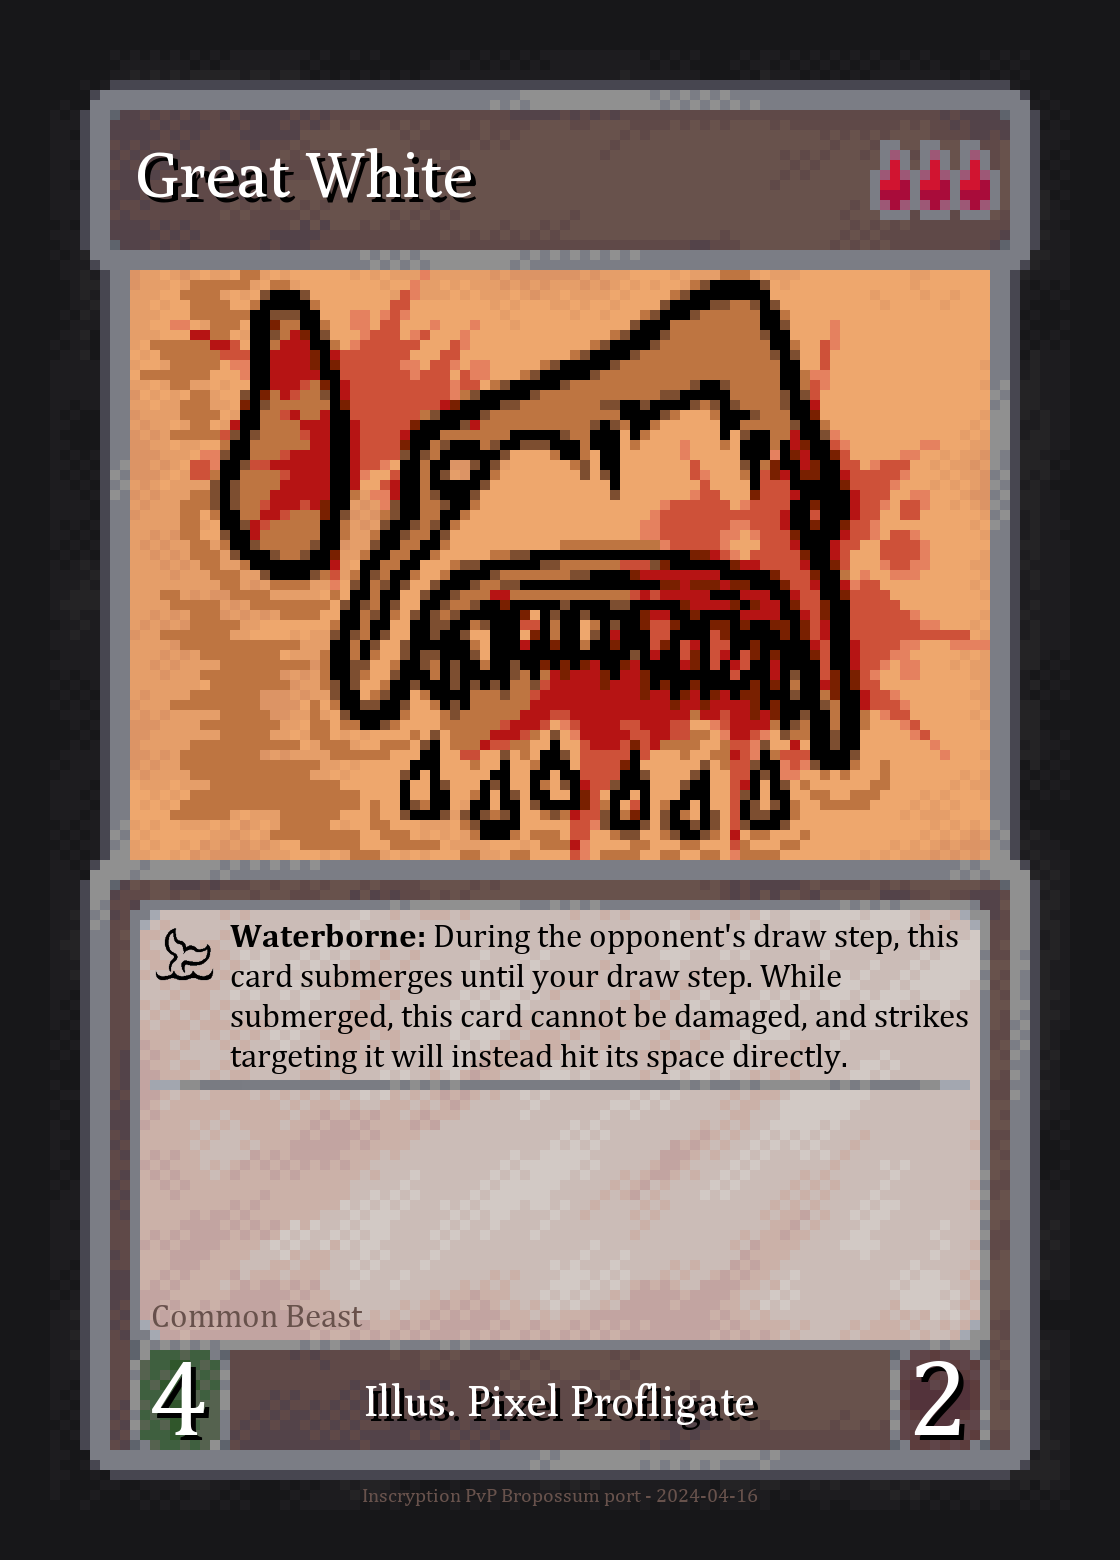 Great White
Waterborne: During the opponent's draw step, this
card submerges until your draw step. While
submerged, this card cannot be damaged, and strikes
targeting it will instead hit its space directly.
Common Beast
4
Illus. Pixel Profligate
2
Inscryption PvP Bropossum port - 2024-04-16